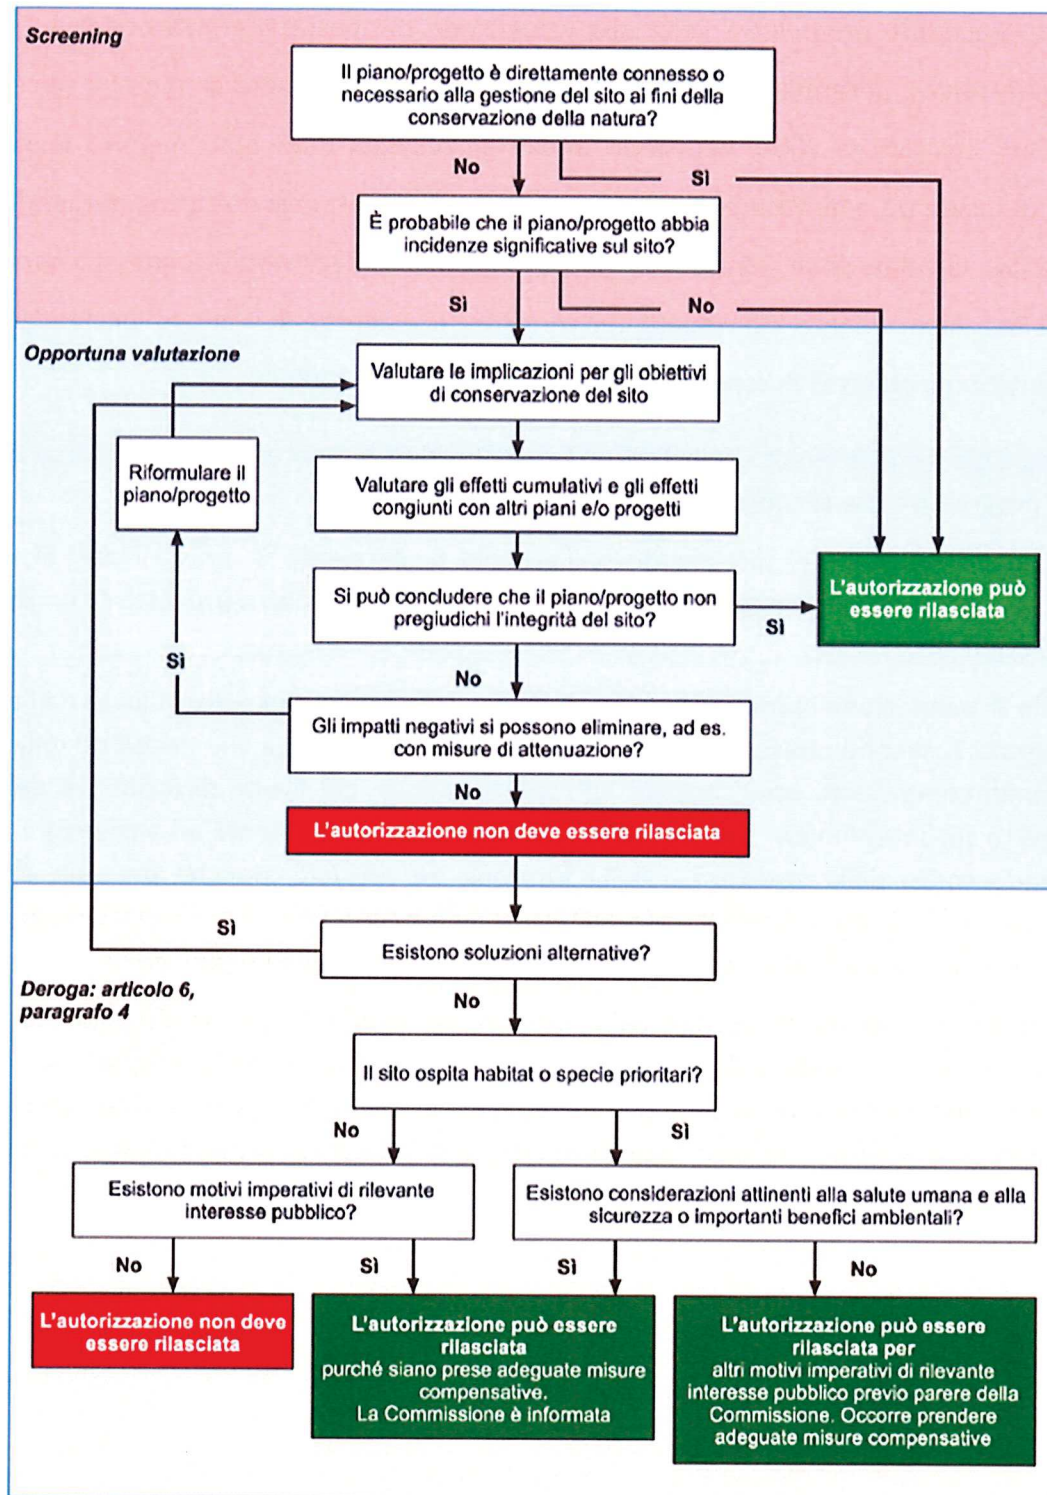 Screening
Il piano/progetto è direttamente connesso o
necessario alla gestione del sito ai fini della
conservazione della natura?
No
Sì
È probabile che il piano/progetto abbia
incidenze significative sul sito?
Sì
No
Opportuna valutazione
Valutare le implicazioni per gli obiettivi
di conservazione del sito
Riformulare il
piano/progetto
Valutare gli effetti cumulativi e gli effetti
congiunti con altri piani e/o progetti
Si può concludere che il piano/progetto non
pregiudichi l'integrità del sito?
Sì
L'autorizzazione può
essere rilasciata
Sì
No
Gli impatti negativi si possono eliminare, ad es.
con misure di attenuazione?
No
L'autorizzazione non deve essere rilasciata
Sì
Esistono soluzioni alternative?
Deroga: articolo 6,
paragrafo 4
No
Il sito ospita habitat o specie prioritari?
No
Sì
Esistono motivi imperativi di rilevante
interesse pubblico?
Esistono considerazioni attinenti alla salute umana e alla
sicurezza o importanti benefici ambientali?
No
Sì
Sì
No
L'autorizzazione non deve
essere rilasciata
L'autorizzazione può essere
rilasciata
purché siano prese adeguate misure
compensative.
La Commissione è informata
L'autorizzazione può essere
rilasciata per
altri motivi imperativi di rilevante
interesse pubblico previo parere della
Commissione. Occorre prendere
adeguate misure compensative